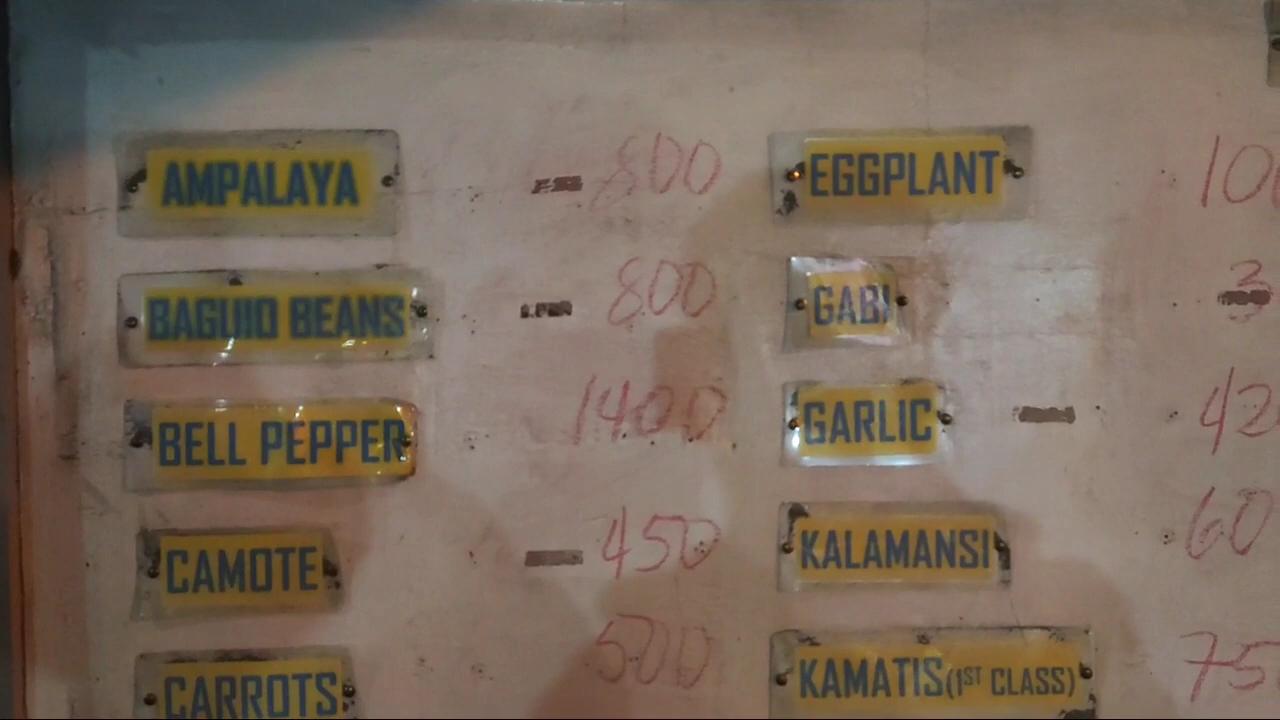 AMPALAYA 800
BAGUIO BEANS 800
BELL PEPPER 1400
CAMOTE 450
CARROTS 500
EGGPLANT 10
GABI 3
GARLIC 42
KALAMANSI 60
KAMATIS (1ST CLASS) 75